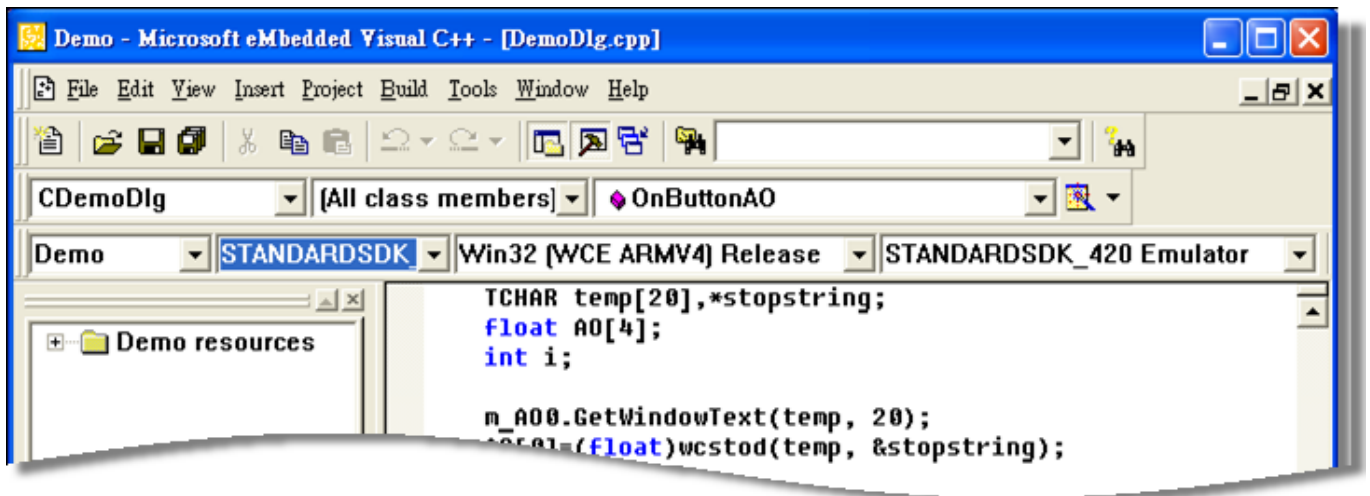 Demo - Microsoft eMbedded Visual C++ - [DemoDlg.cpp]
File Edit View Insert Project Build Tools Window Help
CDemoDlg [All class members] OnButtonAO
Demo STANDARDSDK_ Win32 (WCE ARMV4) Release STANDARDSDK_420 Emulator
TCHAR temp[20],*stopstring;
float AO[4];
Demo resources
int i;
m_AO0.GetWindowText(temp, 20);
AO[0]=(float)wcstod(temp, &stopstring);